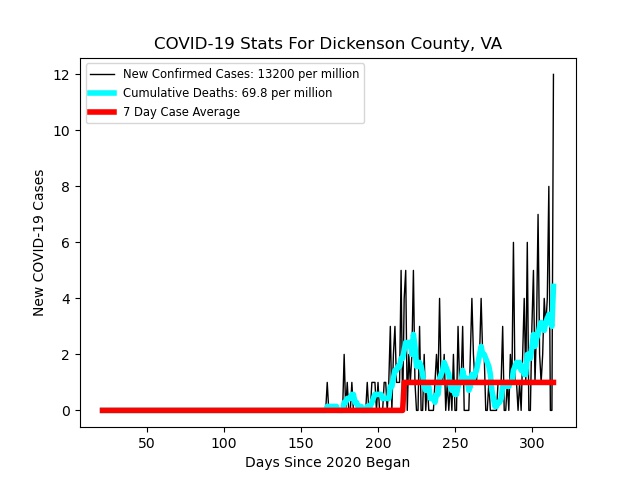 COVID-19 Stats For Dickenson County, VA
New Confirmed Cases: 13200 per million
Cumulative Deaths: 69.8 per million
7 Day Case Average
New COVID-19 Cases
12
10
8
6
4
2
0
50 100 150 200 250 300
Days Since 2020 Began